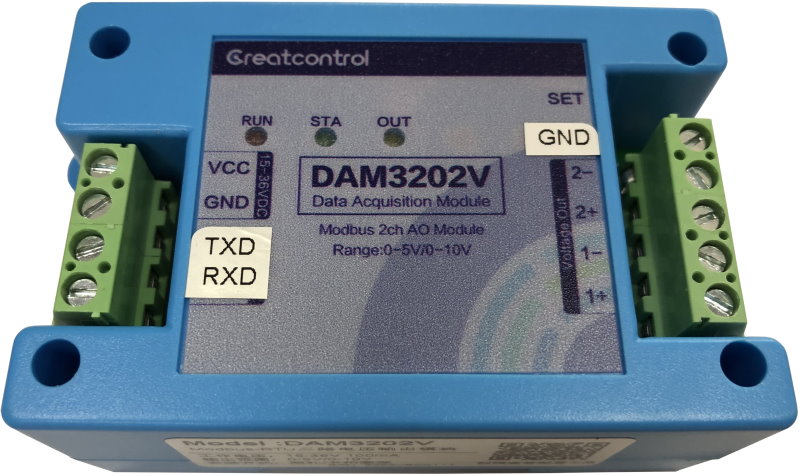 Greatcontrol
SET
RUN STA OUT
GND
VCC
GND
15-36VDC
TXD
RXD
DAM3202V
Data Acquisition Module
Modbus 2ch AO Module
Range:0-5V/0-10V
Voltage Out
2-
2+
1-
1+
Model :DAM3202V